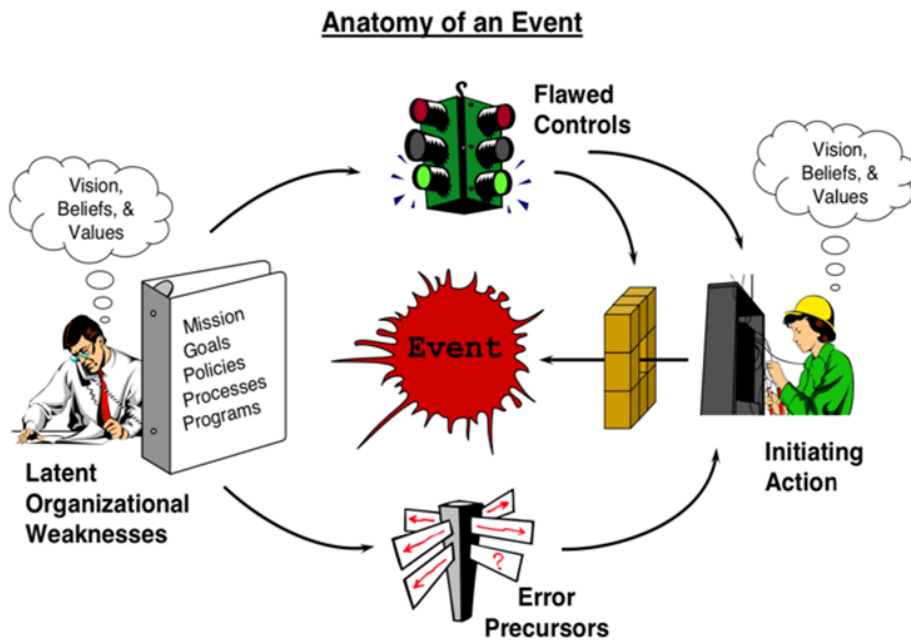 Anatomy of an Event
Flawed
Controls
Vision,
Beliefs, &
Values
Vision,
Beliefs, &
Values
Mission
Goals
Policies
Processes
Programs
Event
Latent
Organizational
Weaknesses
Initiating
Action
?
Error
Precursors